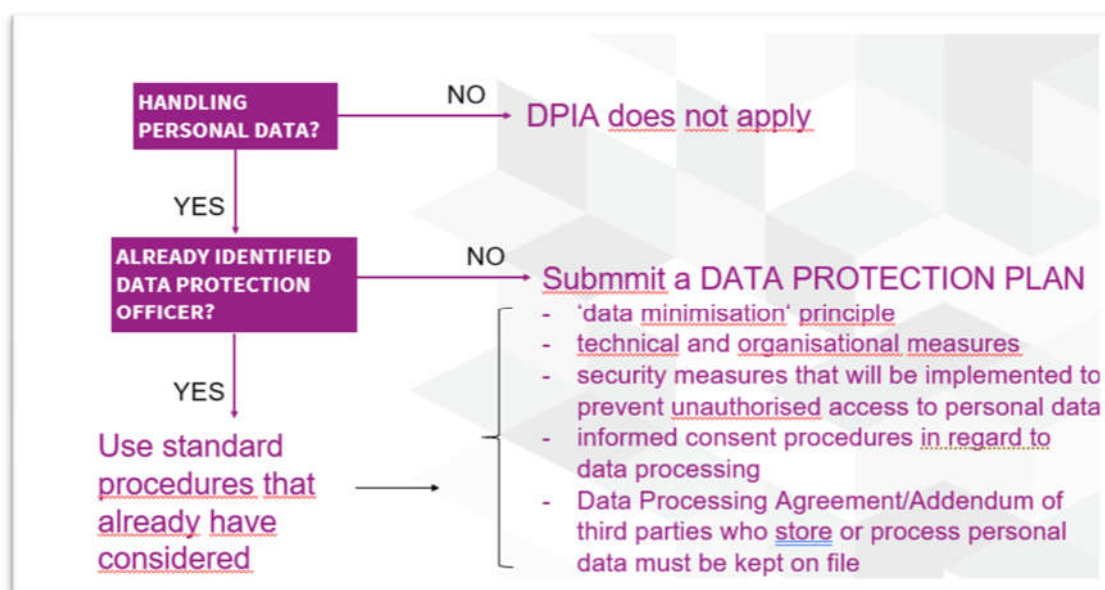 HANDLING
PERSONAL DATA?
NO
DPIA does not apply
YES
ALREADY IDENTIFIED
DATA PROTECTION
OFFICER?
NO
Submmit a DATA PROTECTION PLAN
- ‘data minimisation‘ principle
- technical and organisational measures
- security measures that will be implemented to
prevent unauthorised access to personal data
- informed consent procedures in regard to
data processing
- Data Processing Agreement/Addendum of
third parties who store or process personal
data must be kept on file
YES
Use standard
procedures that
already have
considered